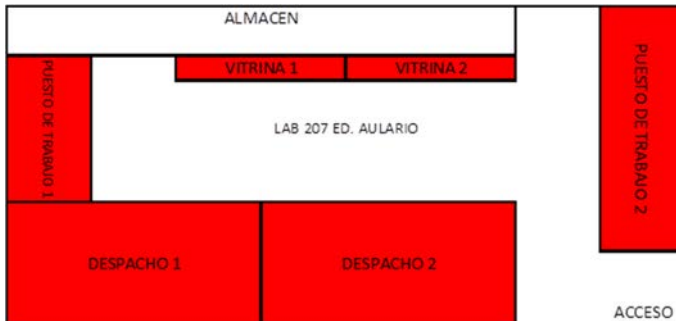 ALMACEN
VITRINA 1
VITRINA 2
PUESTO DE TRABAJO 1
PUESTO DE TRABAJO 2
LAB 207 ED. AULARIO
DESPACHO 1
DESPACHO 2
ACCESO